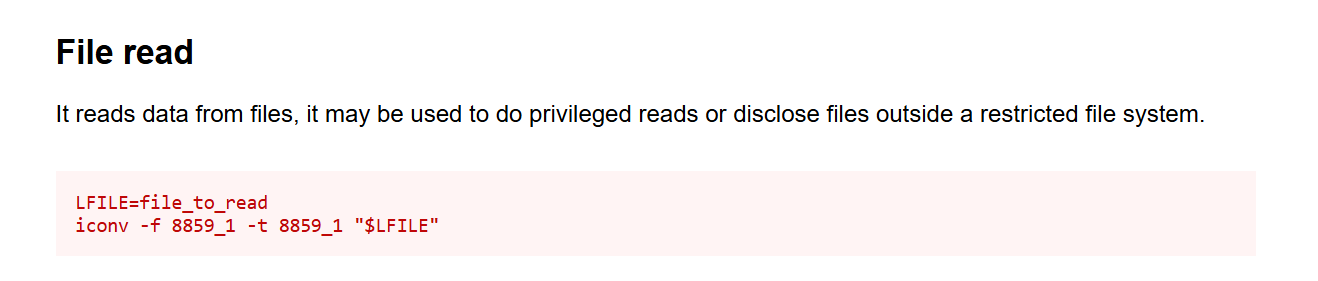 File read
It reads data from files, it may be used to do privileged reads or disclose files outside a restricted file system.
LFILE=file_to_read
iconv -f 8859_1 -t 8859_1 "$LFILE"